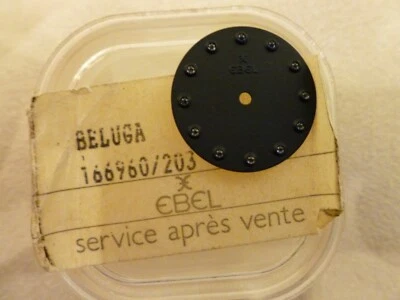 EBEL
BELUGA
166960/203
EBEL
service après vente